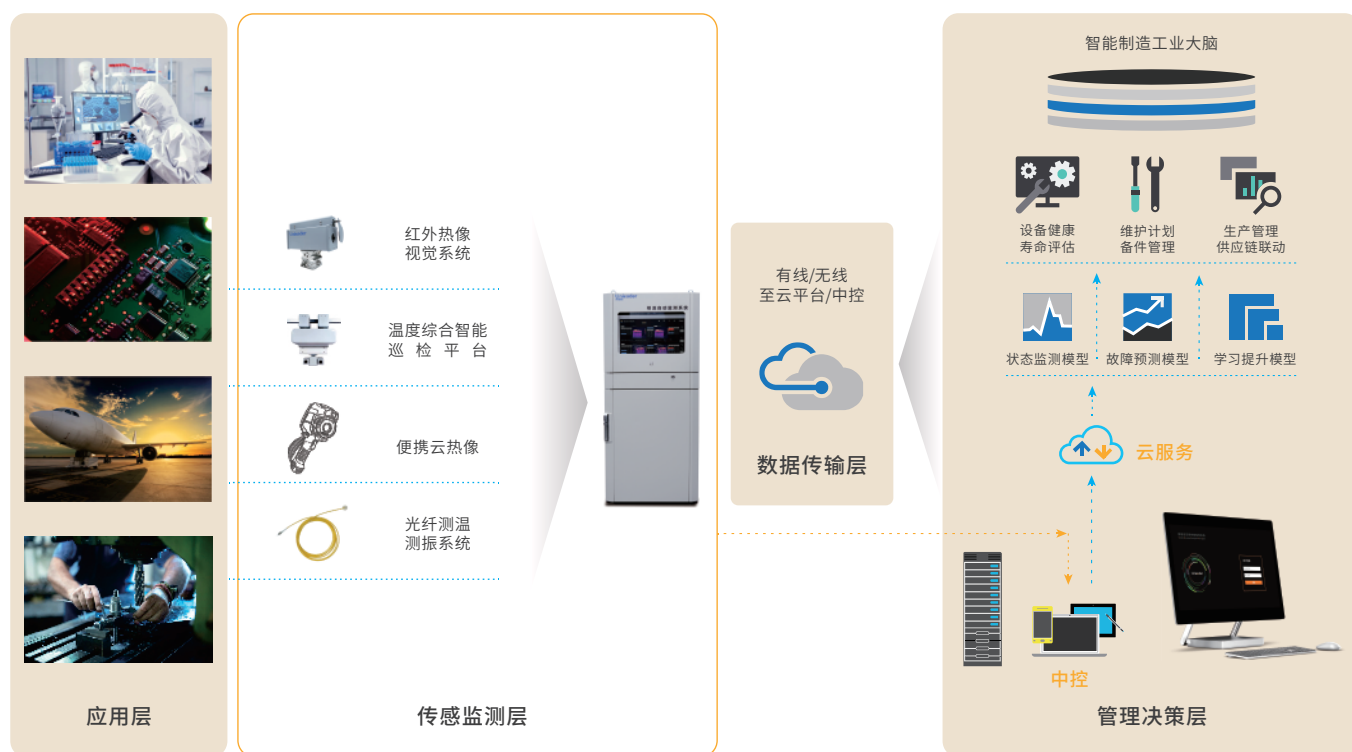 应用层
红外热像
视觉系统
温度综合智能
巡检平台
便携云热像
光纤测温
测振系统
传感监测层
有线/无线
至云平台/中控
数据传输层
智能制造工业大脑
设备健康
寿命评估
维护计划
备件管理
生产管理
供应链联动
状态监测模型
故障预测模型
学习提升模型
云服务
中控
管理决策层